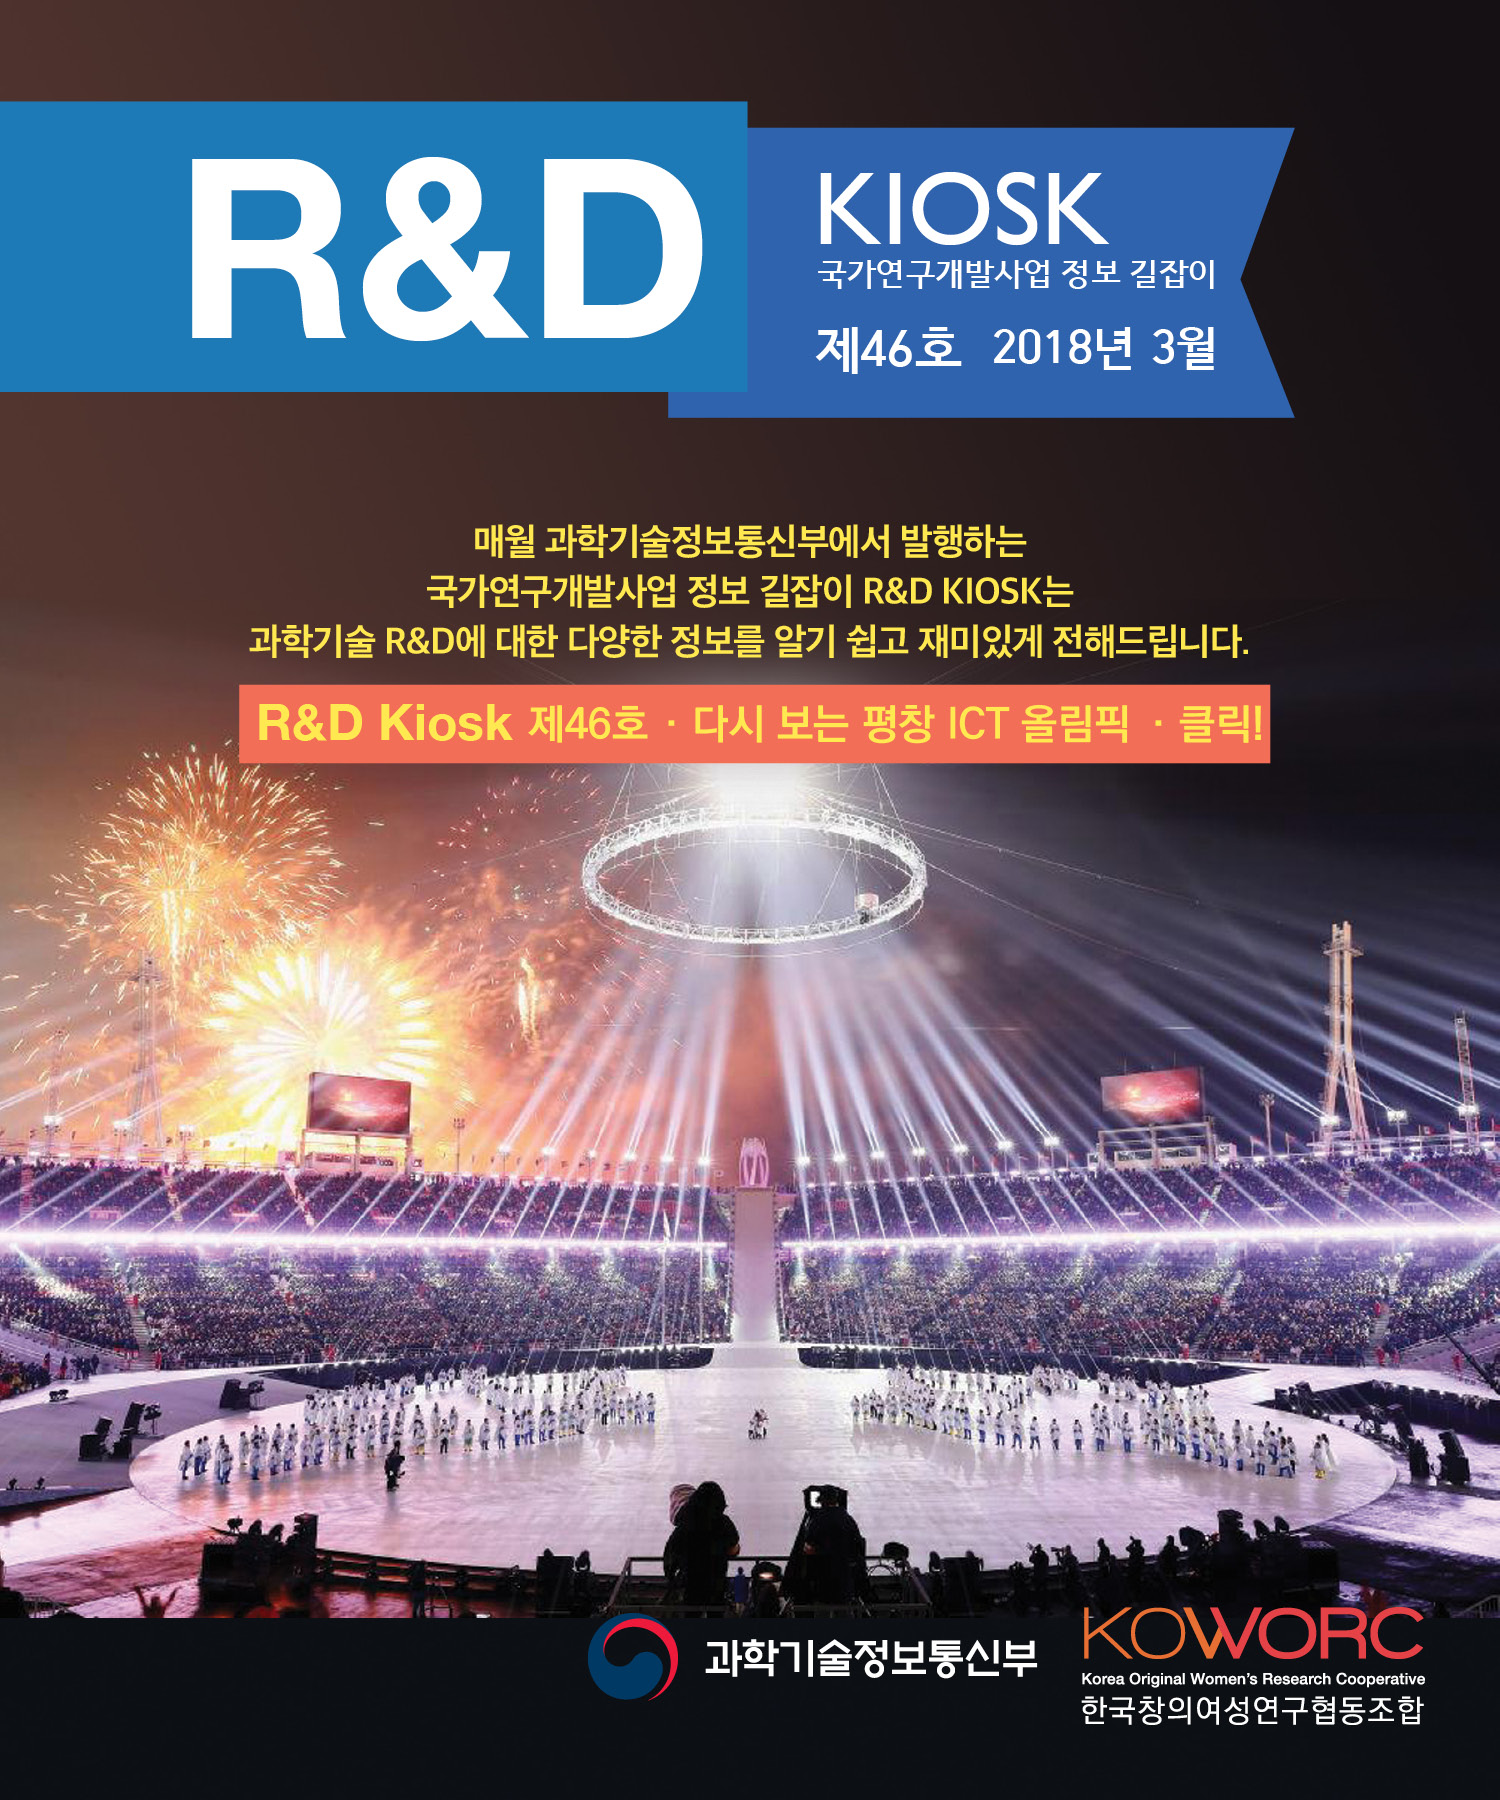 R&D
KIOSK
국가연구개발사업 정보 길잡이
제46호 2018년 3월
매월 과학기술정보통신부에서 발행하는
국가연구개발사업 정보 길잡이 R&D KIOSK는
과학기술 R&D에 대한 다양한 정보를 알기 쉽고 재미있게 전해드립니다.
R&D Kiosk 제46호 · 다시 보는 평창 ICT 올림픽 · 클릭!
과학기술정보통신부
KOWORC
Korea Original Women's Research Cooperative
한국창의여성연구협동조합